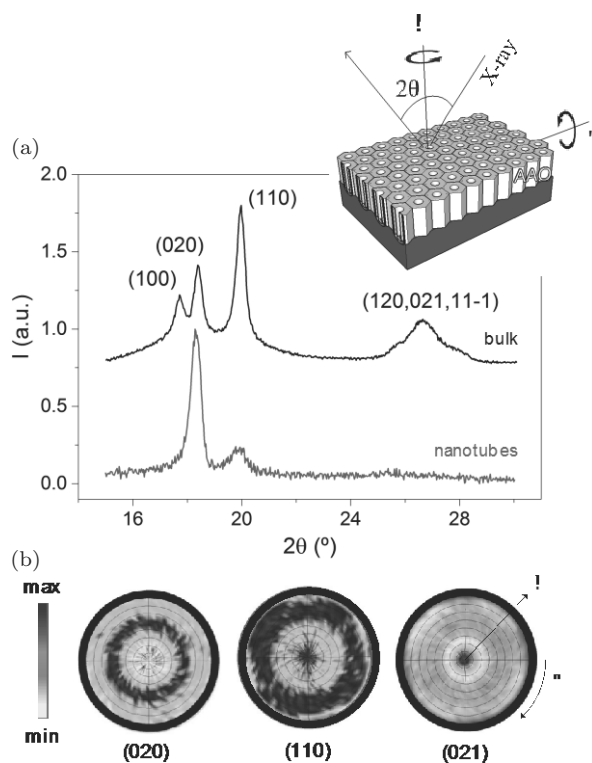 !
2θ
X-ray
AAO
(a)
2.0
1.5
1.0
0.5
0.0
I (a.u.)
(110)
(020)
(100)
(120,021,11-1)
bulk
nanotubes
16 20 24 28
2θ (º)
(b)
max
min
!
"
(020) (110) (021)